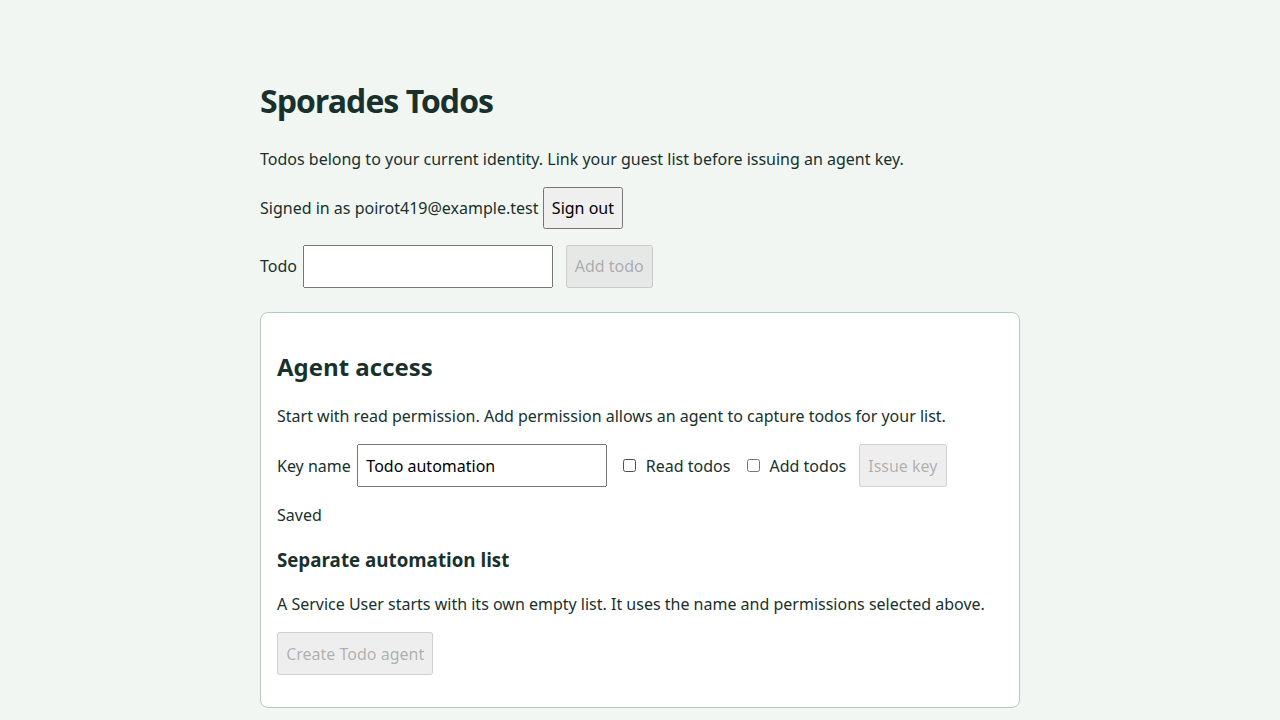 Sporades Todos
Todos belong to your current identity. Link your guest list before issuing an agent key.
Signed in as poirot419@example.test Sign out
Todo Add todo
Agent access
Start with read permission. Add permission allows an agent to capture todos for your list.
Key name Todo automation Read todos Add todos Issue key
Saved
Separate automation list
A Service User starts with its own empty list. It uses the name and permissions selected above.
Create Todo agent